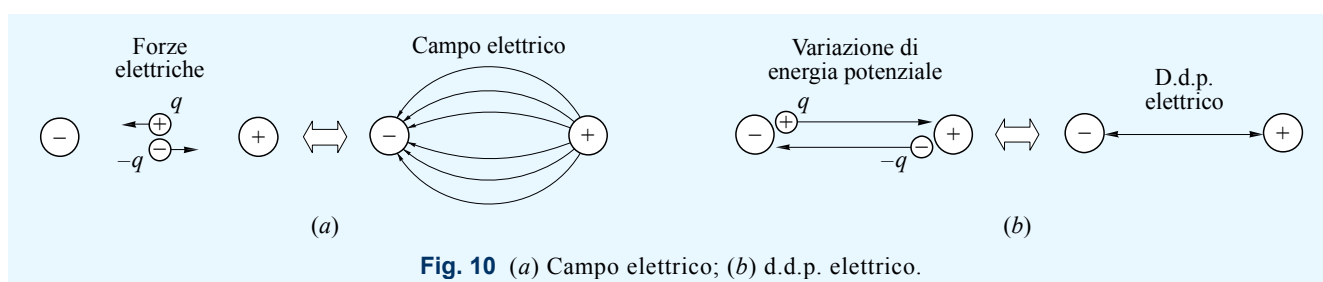 Forze
elettriche
q
−q
−
+
−
+
Campo elettrico
−
+
(a)
Variazione di
energia potenziale
q
+
−
+
−
−q
D.d.p.
elettrico
−
+
(b)
Fig. 10 (a) Campo elettrico; (b) d.d.p. elettrico.